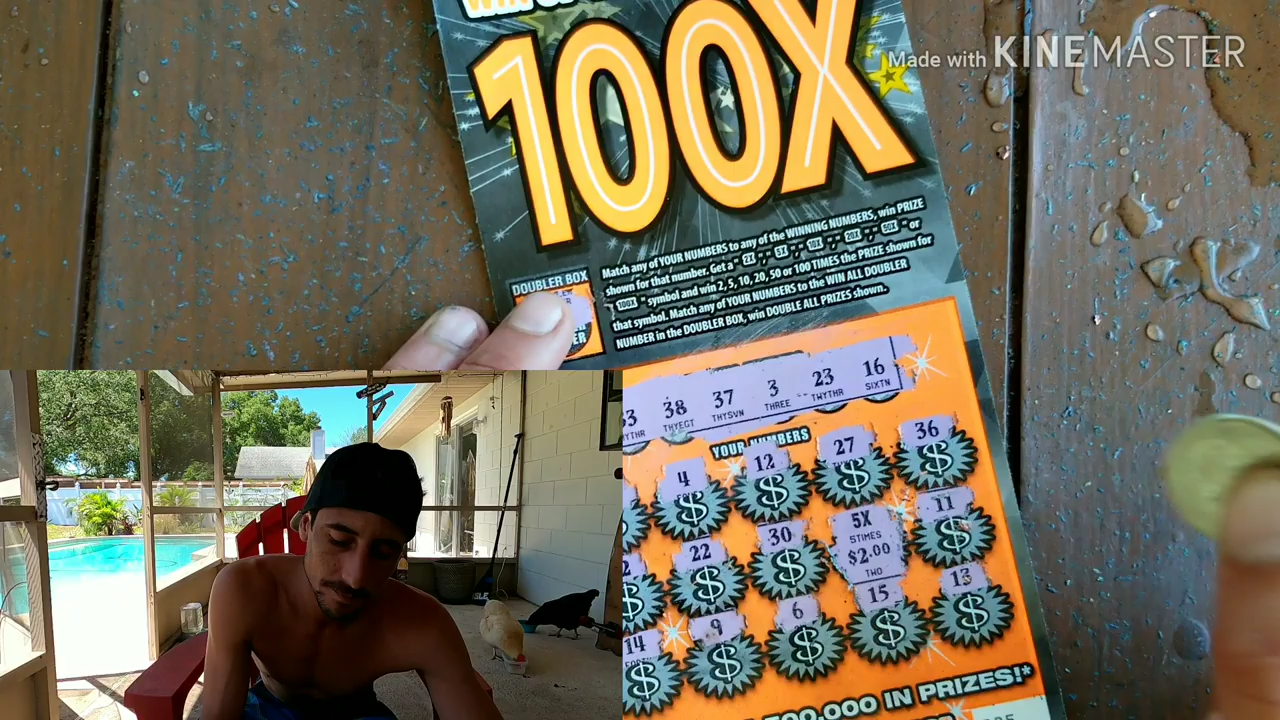 Made with KINEMASTER
100X
DOUBLER BOX
Match any of YOUR NUMBERS to any of the WINNING NUMBERS, win PRIZE
shown for that number. Get a " 2X ", " 5X ", " 10X ", " 20X ", " 50X " or
" 100X " symbol and win 2, 5, 10, 20, 50 or 100 TIMES the PRIZE shown for
that symbol. Match any of YOUR NUMBERS to the WIN ALL DOUBLER
NUMBER in the DOUBLER BOX, win DOUBLE ALL PRIZES shown.
38 37 3 23 16
THYEGT THYSVN THREE TWYTHR SIXTN
YOUR NUMBERS
4 12 27 36
$ $ $ $
22 30 5X 11
5TIMES
$2.00
TWO
$ $ $ $
14 9 6 15 13
$ $ $ $ $
00,000 IN PRIZES!*